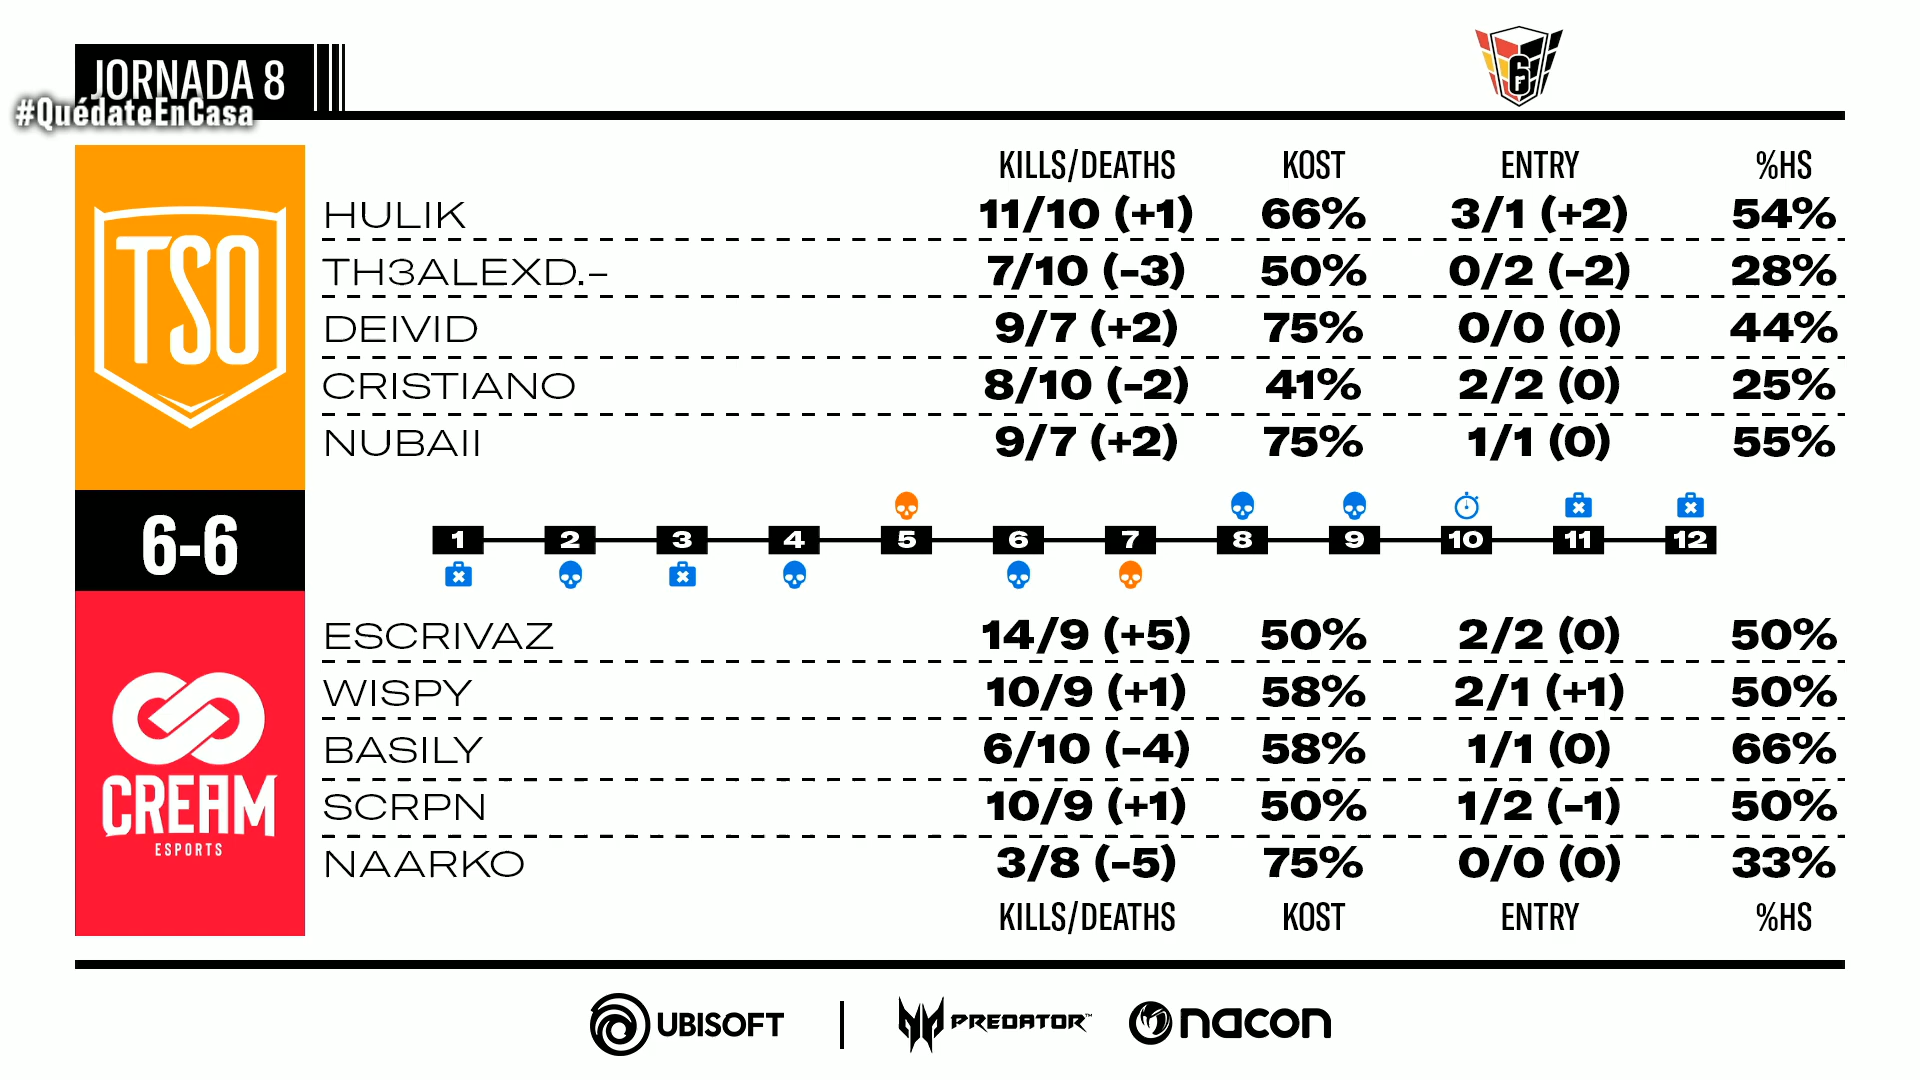 JORNADA 8
#QuédateEnCasa
6
KILLS/DEATHS KOST ENTRY %HS
TSO
HULIK 11/10 (+1) 66% 3/1 (+2) 54%
TH3ALEXD.- 7/10 (-3) 50% 0/2 (-2) 28%
DEIVID 9/7 (+2) 75% 0/0 (0) 44%
CRISTIANO 8/10 (-2) 41% 2/2 (0) 25%
NUBAII 9/7 (+2) 75% 1/1 (0) 55%
6-6
1 2 3 4 5 6 7 8 9 10 11 12
CREAM
ESPORTS
ESCRIVAZ 14/9 (+5) 50% 2/2 (0) 50%
WISPY 10/9 (+1) 58% 2/1 (+1) 50%
BASILY 6/10 (-4) 58% 1/1 (0) 66%
SCRPN 10/9 (+1) 50% 1/2 (-1) 50%
NAARKO 3/8 (-5) 75% 0/0 (0) 33%
KILLS/DEATHS KOST ENTRY %HS
UBISOFT | PREDATOR™ nacon